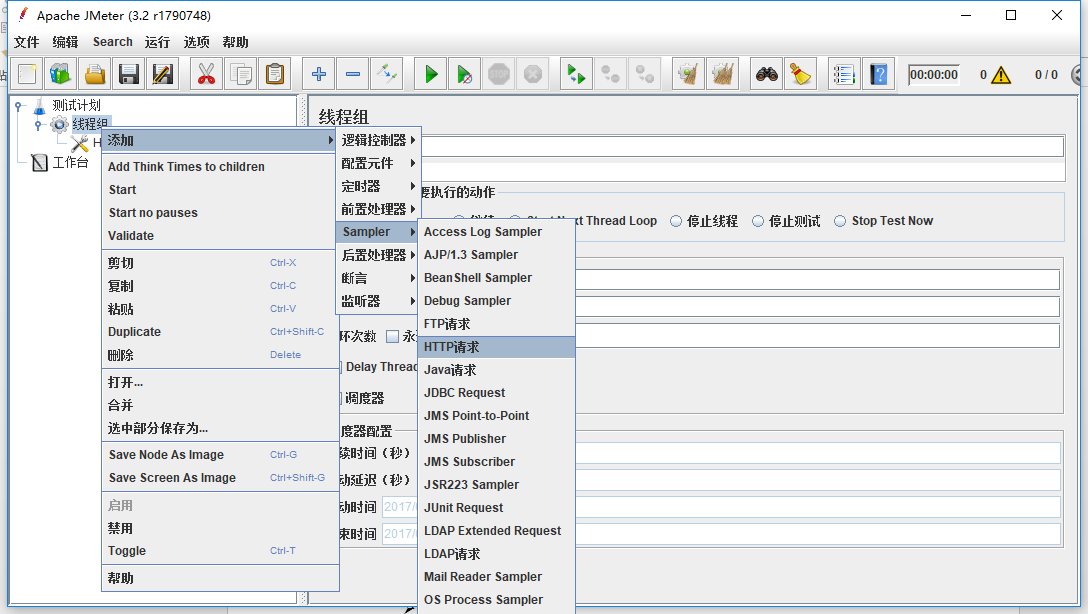 Apache JMeter (3.2 r1790748)
文件 编辑 Search 运行 选项 帮助
00:00:00 0 0 / 0
测试计划
线程组
H
工作台
线程组
添加
Add Think Times to children
Start
Start no pauses
Validate
剪切 Ctrl-X
复制 Ctrl-C
粘贴 Ctrl-V
Duplicate Ctrl+Shift-C
删除 Delete
打开...
合并
选中部分保存为...
Save Node As Image Ctrl-G
Save Screen As Image Ctrl+Shift-G
启用
禁用
Toggle Ctrl-T
帮助
逻辑控制器
配置元件
定时器
前置处理器
Sampler
后置处理器
断言
监听器
Access Log Sampler
AJP/1.3 Sampler
BeanShell Sampler
Debug Sampler
FTP请求
HTTP请求
Java请求
JDBC Request
JMS Point-to-Point
JMS Publisher
JMS Subscriber
JSR223 Sampler
JUnit Request
LDAP Extended Request
LDAP请求
Mail Reader Sampler
OS Process Sampler
要执行的动作
Thread Loop 停止线程 停止测试 Stop Test Now
环次数
Delay Thread
调度器
度器配置
续时间（秒）
动延迟（秒）
动时间 2017/
束时间 2017/